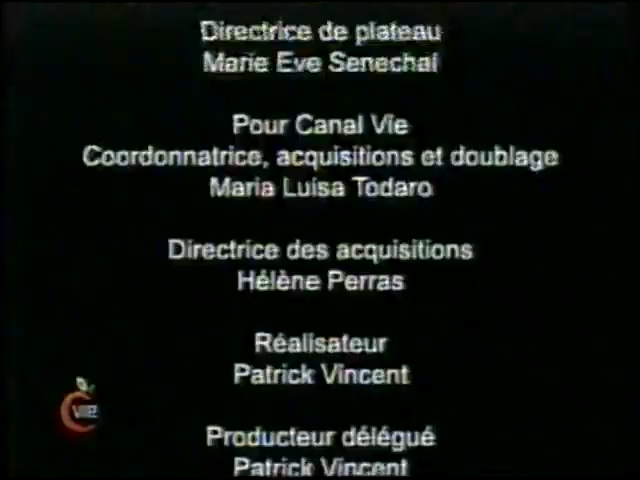 Directrice de plateau
Marie Eve Senechal
Pour Canal Vie
Coordonnatrice, acquisitions et doublage
Maria Luisa Todaro
Directrice des acquisitions
Hélène Perras
Réalisateur
Patrick Vincent
VIE
Producteur délégué
Patrick Vincent